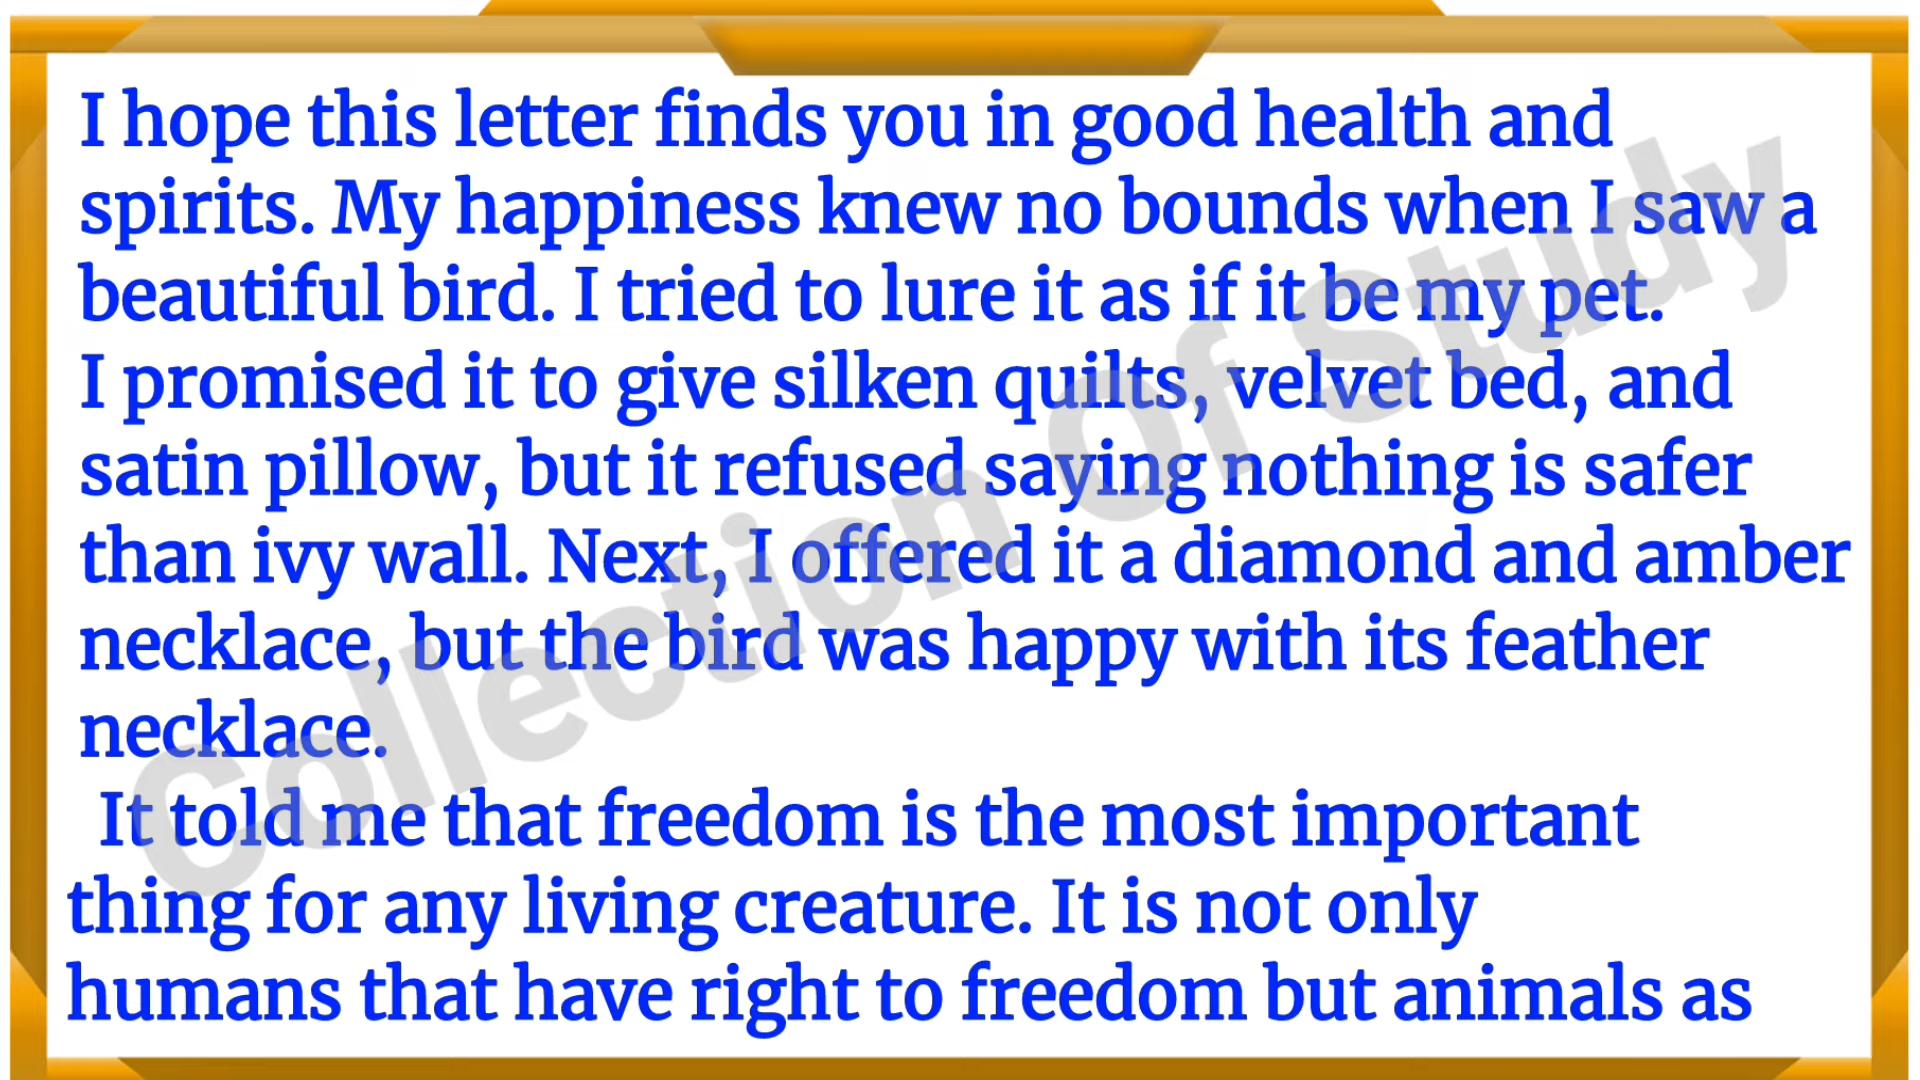 I hope this letter finds you in good health and
spirits. My happiness knew no bounds when I saw a
beautiful bird. I tried to lure it as if it be my pet.
I promised it to give silken quilts, velvet bed, and
satin pillow, but it refused saying nothing is safer
than ivy wall. Next, I offered it a diamond and amber
necklace, but the bird was happy with its feather
necklace.
It told me that freedom is the most important
thing for any living creature. It is not only
humans that have right to freedom but animals as
Collection Of Study